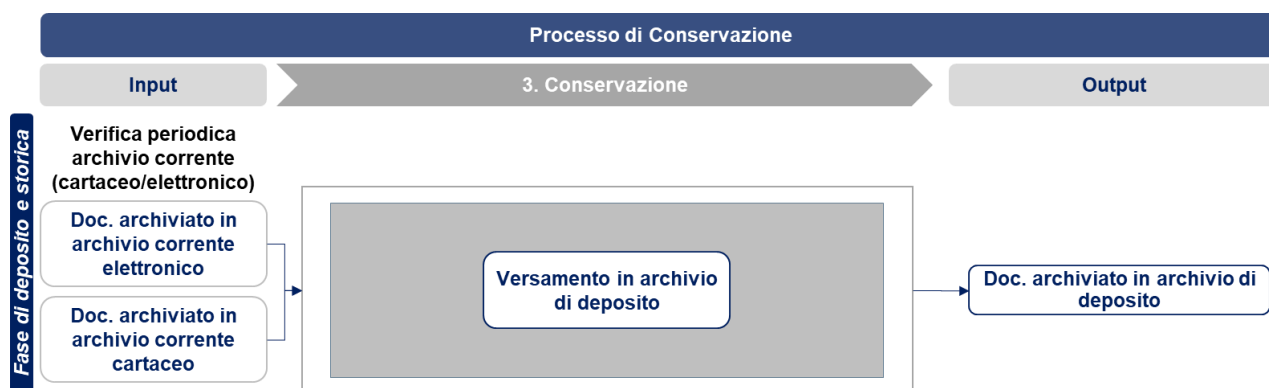 Processo di Conservazione
Input
3. Conservazione
Output
Fase di deposito e storica
Verifica periodica
archivio corrente
(cartaceo/elettronico)
Doc. archiviato in
archivio corrente
elettronico
Doc. archiviato in
archivio corrente
cartaceo
Versamento in archivio
di deposito
Doc. archiviato in archivio di
deposito